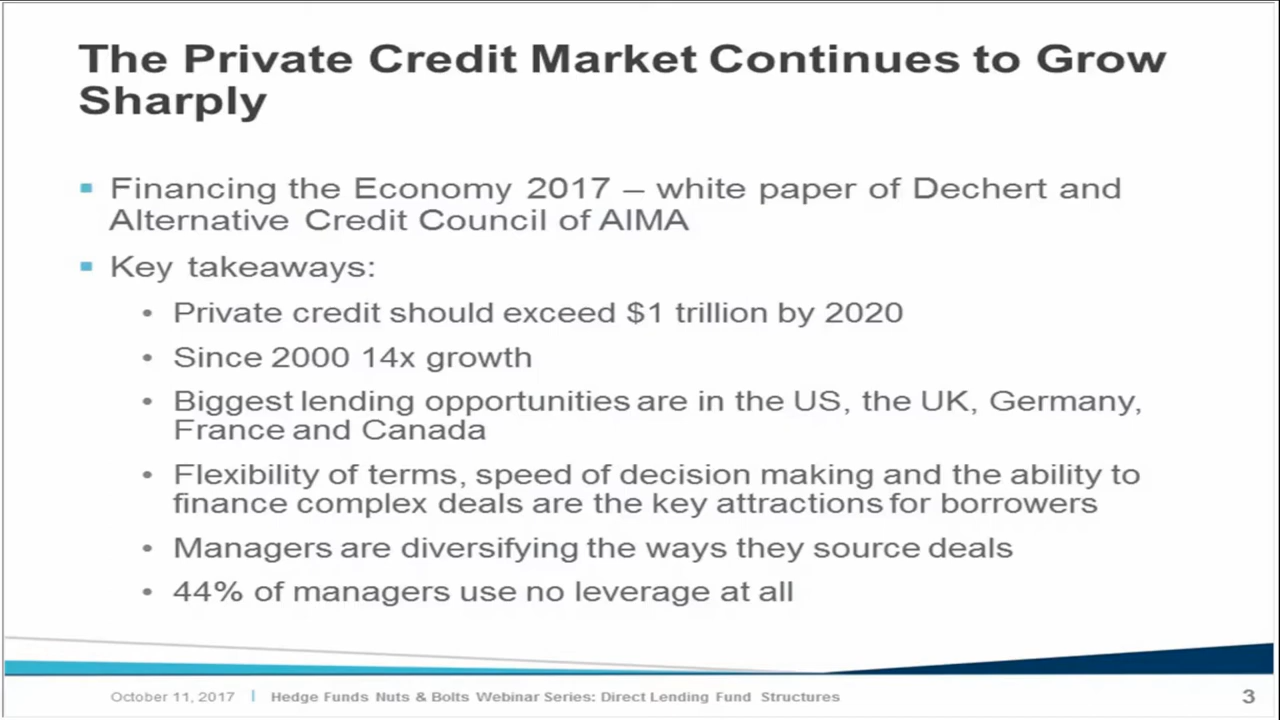 The Private Credit Market Continues to Grow
Sharply
Financing the Economy 2017 – white paper of Dechert and
Alternative Credit Council of AIMA
Key takeaways:
• Private credit should exceed $1 trillion by 2020
• Since 2000 14x growth
• Biggest lending opportunities are in the US, the UK, Germany,
France and Canada
• Flexibility of terms, speed of decision making and the ability to
finance complex deals are the key attractions for borrowers
• Managers are diversifying the ways they source deals
• 44% of managers use no leverage at all
October 11, 2017 | Hedge Funds Nuts & Bolts Webinar Series: Direct Lending Fund Structures 3